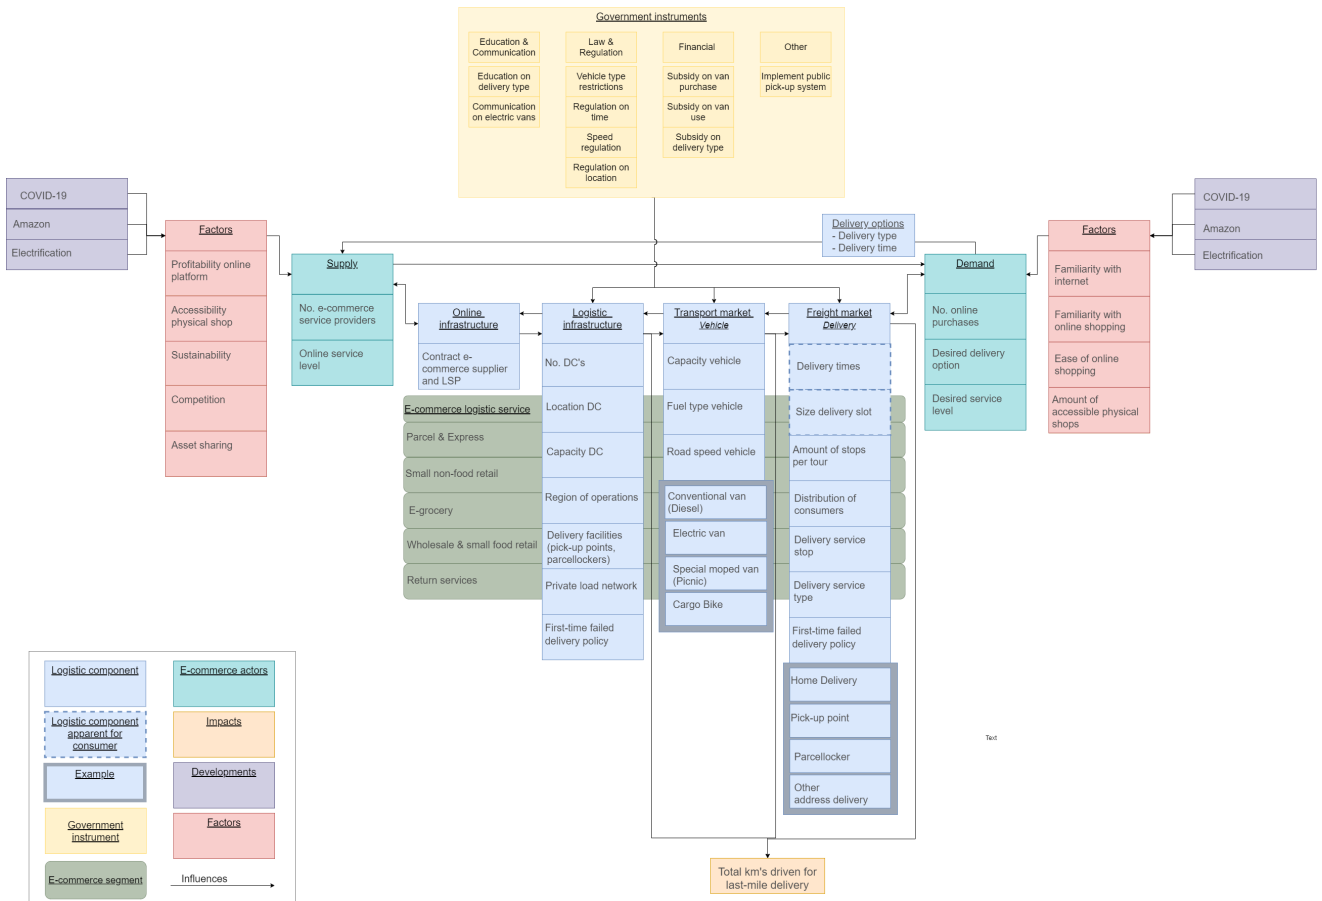 Government instruments
Education &
Communication
Education on
delivery type
Communication
on electric vans
Law &
Regulation
Vehicle type
restrictions
Regulation on
time
Speed
regulation
Regulation on
location
Financial
Subsidy on van
purchase
Subsidy on van
use
Subsidy on
delivery type
Other
Implement public
pick-up system
COVID-19
Amazon
Electrification
Factors
Profitability online
platform
Accessibility
physical shop
Sustainability
Competition
Asset sharing
Supply
No. e-commerce
service providers
Online service
level
Delivery options
- Delivery type
- Delivery time
Demand
No. online
purchases
Desired delivery
option
Desired service
level
Factors
Familiarity with
internet
Familiarity with
online shopping
Ease of online
shopping
Amount of
accessible physical
shops
COVID-19
Amazon
Electrification
Online
infrastructure
Contract e-
commerce supplier
and LSP
E-commerce logistic service
Parcel & Express
Small non-food retail
E-grocery
Wholesale & small food retail
Return services
Logistic
infrastructure
No. DC's
Location DC
Capacity DC
Region of operations
Delivery facilities
(pick-up points,
parcellockers)
Private load network
First-time failed
delivery policy
Transport market
Vehicle
Capacity vehicle
Fuel type vehicle
Road speed vehicle
Conventional van
(Diesel)
Electric van
Special moped van
(Picnic)
Cargo Bike
Freight market
Delivery
Delivery times
Size delivery slot
Amount of stops
per tour
Distribution of
consumers
Delivery service
stop
Delivery service
type
First-time failed
delivery policy
Home Delivery
Pick-up point
Parcellocker
Other
address delivery
Text
Total km's driven for
last-mile delivery
Logistic component
E-commerce actors
Logistic component
apparent for
consumer
Impacts
Example
Developments
Government
instrument
Factors
E-commerce segment
Influences